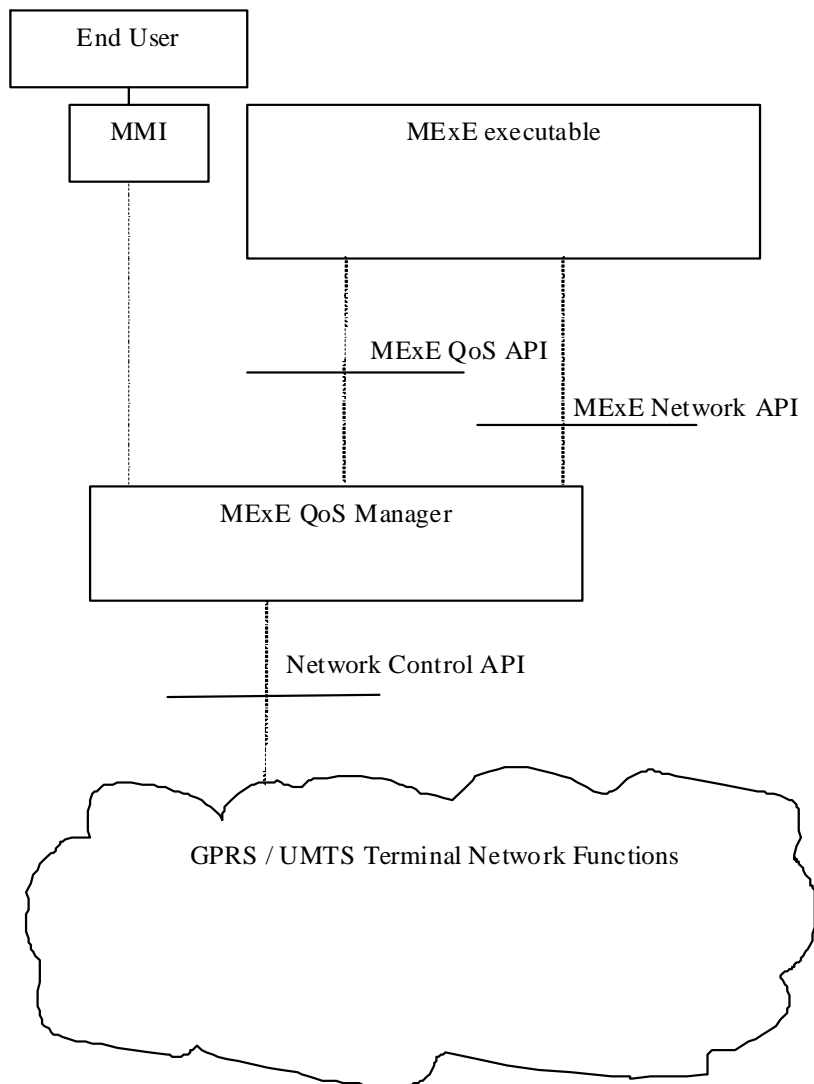 End User
MMI
MExE executable
MExE QoS API
MExE Network API
MExE QoS Manager
Network Control API
GPRS / UMTS Terminal Network Functions